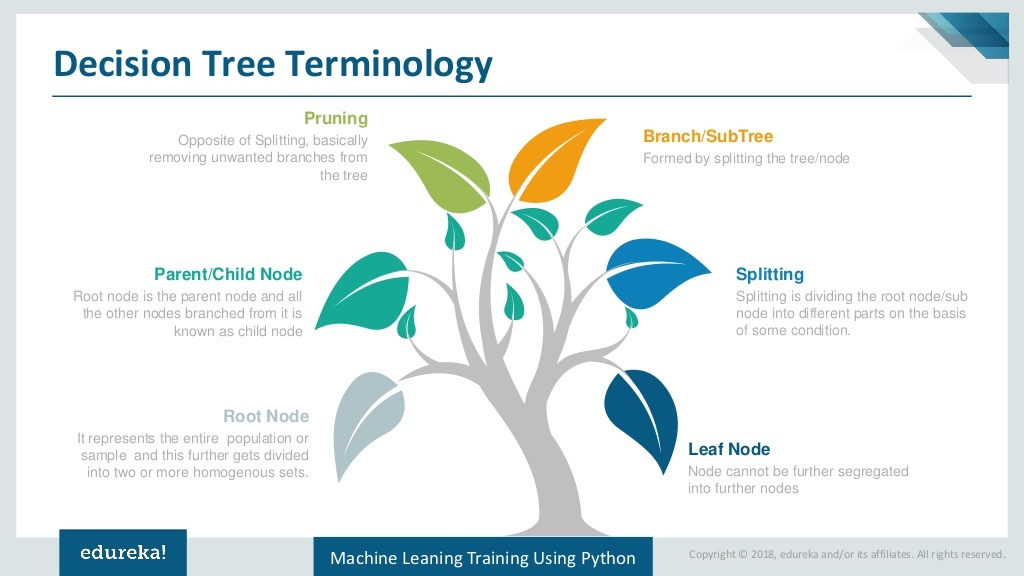 Decision Tree Terminology
Pruning
Opposite of Splitting, basically
removing unwanted branches from
the tree
Branch/SubTree
Formed by splitting the tree/node
Parent/Child Node
Root node is the parent node and all
the other nodes branched from it is
known as child node
Splitting
Splitting is dividing the root node/sub
node into different parts on the basis
of some condition.
Root Node
It represents the entire population or
sample and this further gets divided
into two or more homogenous sets.
Leaf Node
Node cannot be further segregated
into further nodes
edureka!
Machine Leaning Training Using Python
Copyright © 2018, edureka and/or its affiliates. All rights reserved.